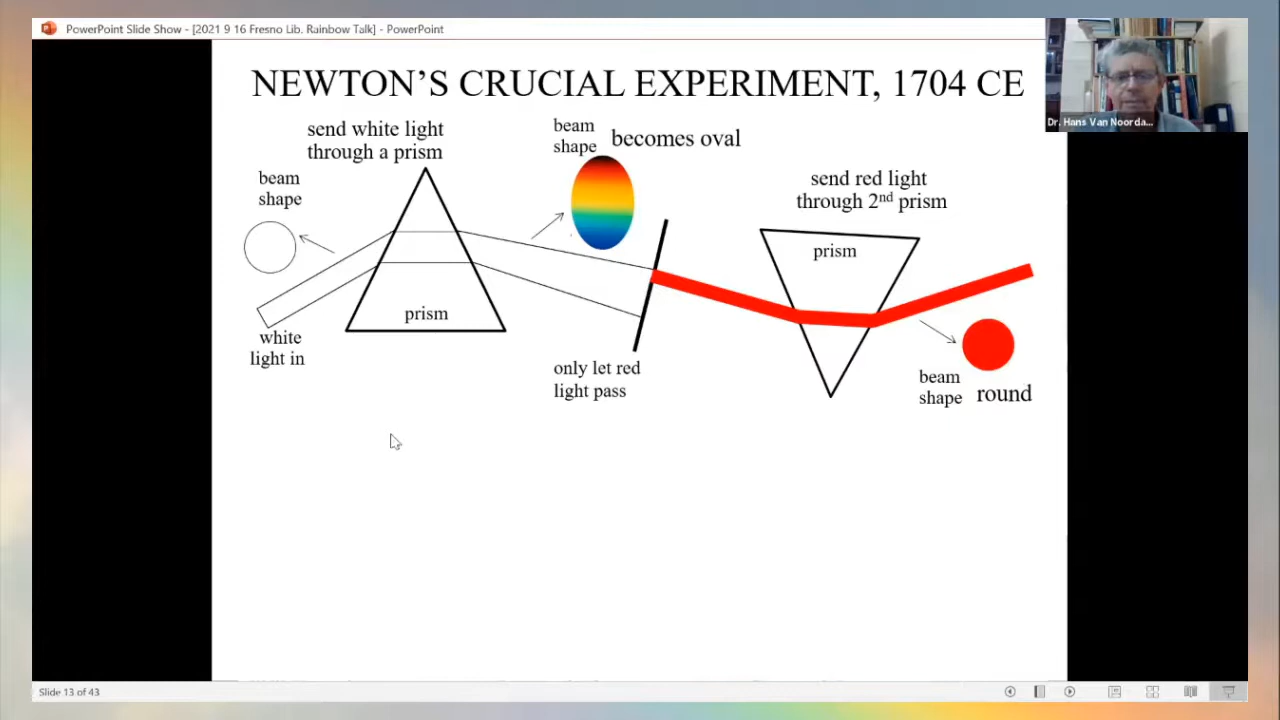 PowerPoint Slide Show - [2021 9 16 Fresno Lib. Rainbow Talk] - PowerPoint
NEWTON'S CRUCIAL EXPERIMENT, 1704 CE
Dr. Hans Van Noorda...
send white light
through a prism
beam
shape
beam
shape
becomes oval
send red light
through 2nd prism
prism
prism
white
light in
only let red
light pass
beam
shape
round
Slide 13 of 43